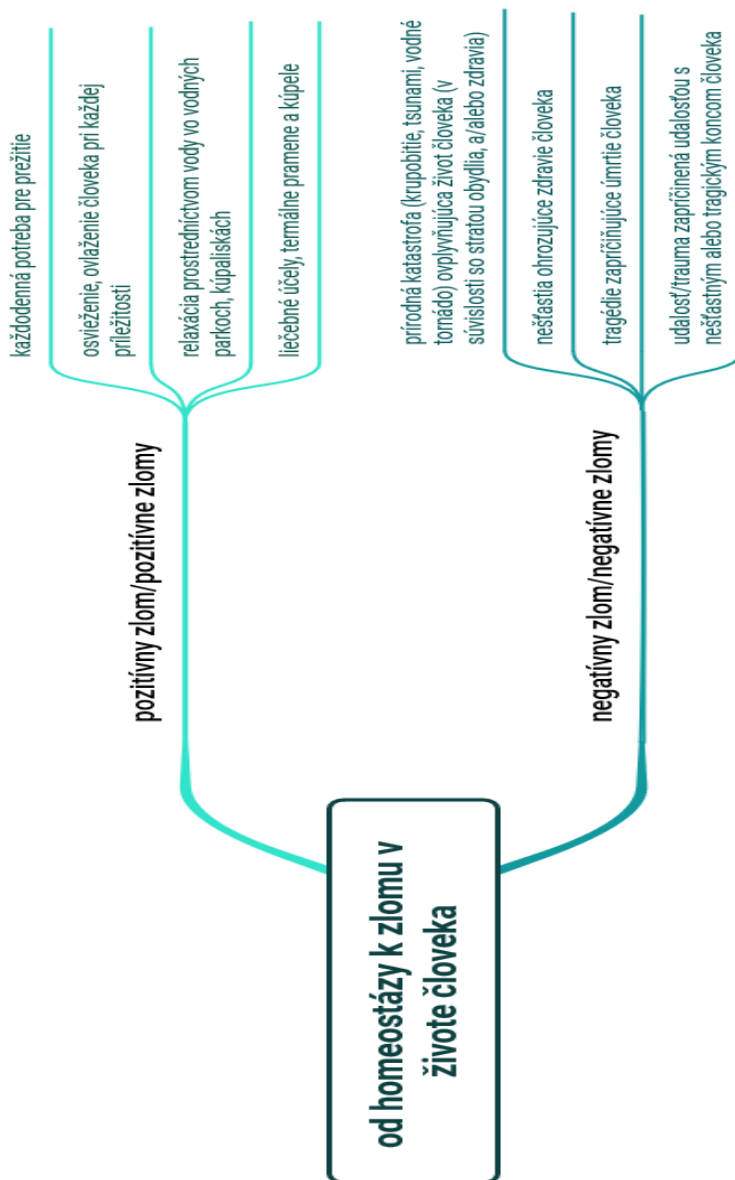 od homeostázy k zlomu v
živote človeka
pozitívny zlom/pozitívne zlomy
každodenná potreba pre prežitie
osvieženie, ovlaženie človeka pri každej
príležitosti
relaxácia prostredníctvom vody vo vodných
parkoch, kúpaliskách
liečebné účely, termálne pramene a kúpele
negatívny zlom/negatívne zlomy
prírodná katastrofa (krupobitie, tsunami, vodné
tornádo) ovplyvňujúca život človeka (v
súvislosti so stratou obydlia, a/alebo zdravia)
nešťastia ohrozujúce zdravie človeka
tragédie zapríčiňujúce úmrtie človeka
udalosť/trauma zapríčinená udalosťou s
nešťastným alebo tragickým koncom človeka